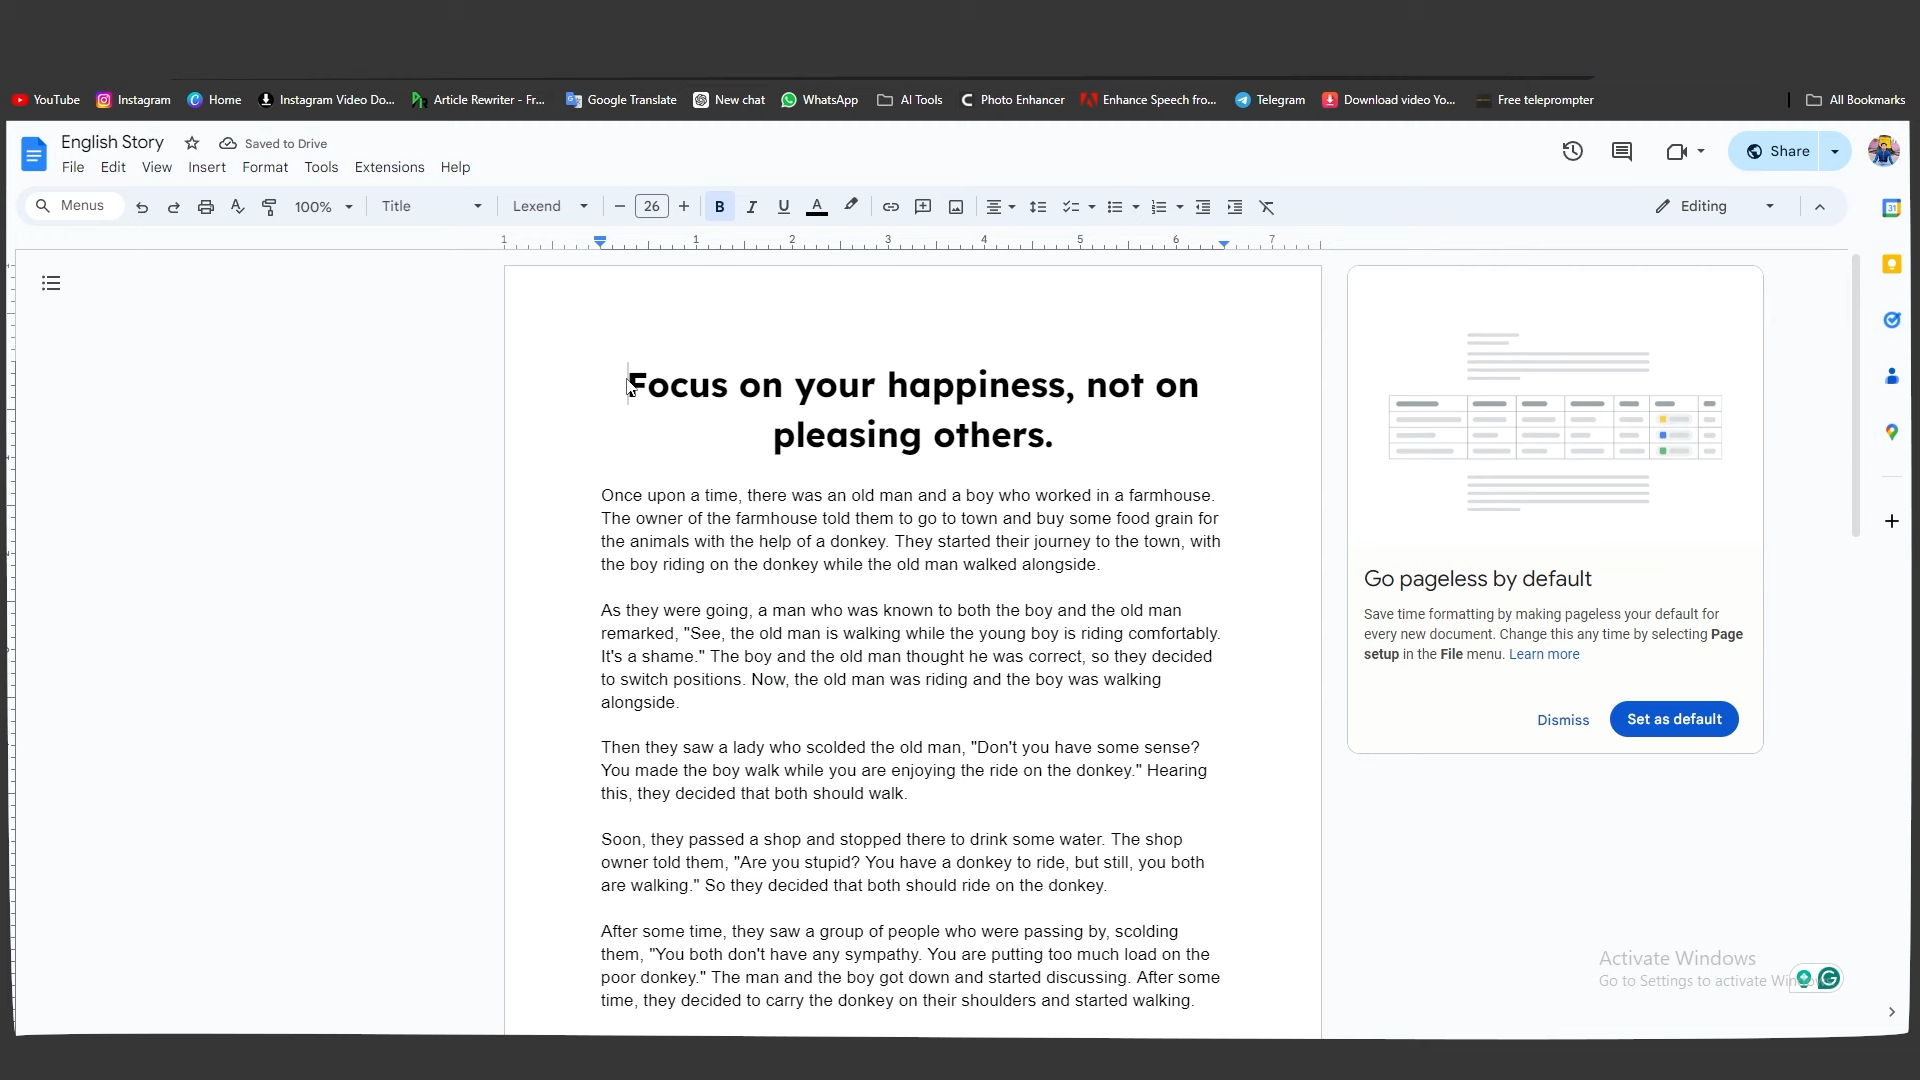 YouTube Instagram Home Instagram Video Do... Article Rewriter - Fr... Google Translate New chat WhatsApp AI Tools Photo Enhancer Enhance Speech fro... Telegram Download video Yo... Free teleprompter All Bookmarks
English Story Saved to Drive
File Edit View Insert Format Tools Extensions Help
Share
Menus 100% Title Lexend 26 B I U A Editing
1 1 2 3 4 5 6 7
31
Focus on your happiness, not on
pleasing others.
Once upon a time, there was an old man and a boy who worked in a farmhouse.
The owner of the farmhouse told them to go to town and buy some food grain for
the animals with the help of a donkey. They started their journey to the town, with
the boy riding on the donkey while the old man walked alongside.
As they were going, a man who was known to both the boy and the old man
remarked, "See, the old man is walking while the young boy is riding comfortably.
It's a shame." The boy and the old man thought he was correct, so they decided
to switch positions. Now, the old man was riding and the boy was walking
alongside.
Then they saw a lady who scolded the old man, "Don't you have some sense?
You made the boy walk while you are enjoying the ride on the donkey." Hearing
this, they decided that both should walk.
Soon, they passed a shop and stopped there to drink some water. The shop
owner told them, "Are you stupid? You have a donkey to ride, but still, you both
are walking." So they decided that both should ride on the donkey.
After some time, they saw a group of people who were passing by, scolding
them, "You both don't have any sympathy. You are putting too much load on the
poor donkey." The man and the boy got down and started discussing. After some
time, they decided to carry the donkey on their shoulders and started walking.
Go pageless by default
Save time formatting by making pageless your default for
every new document. Change this any time by selecting Page
setup in the File menu. Learn more
Dismiss Set as default
Activate Windows
Go to Settings to activate